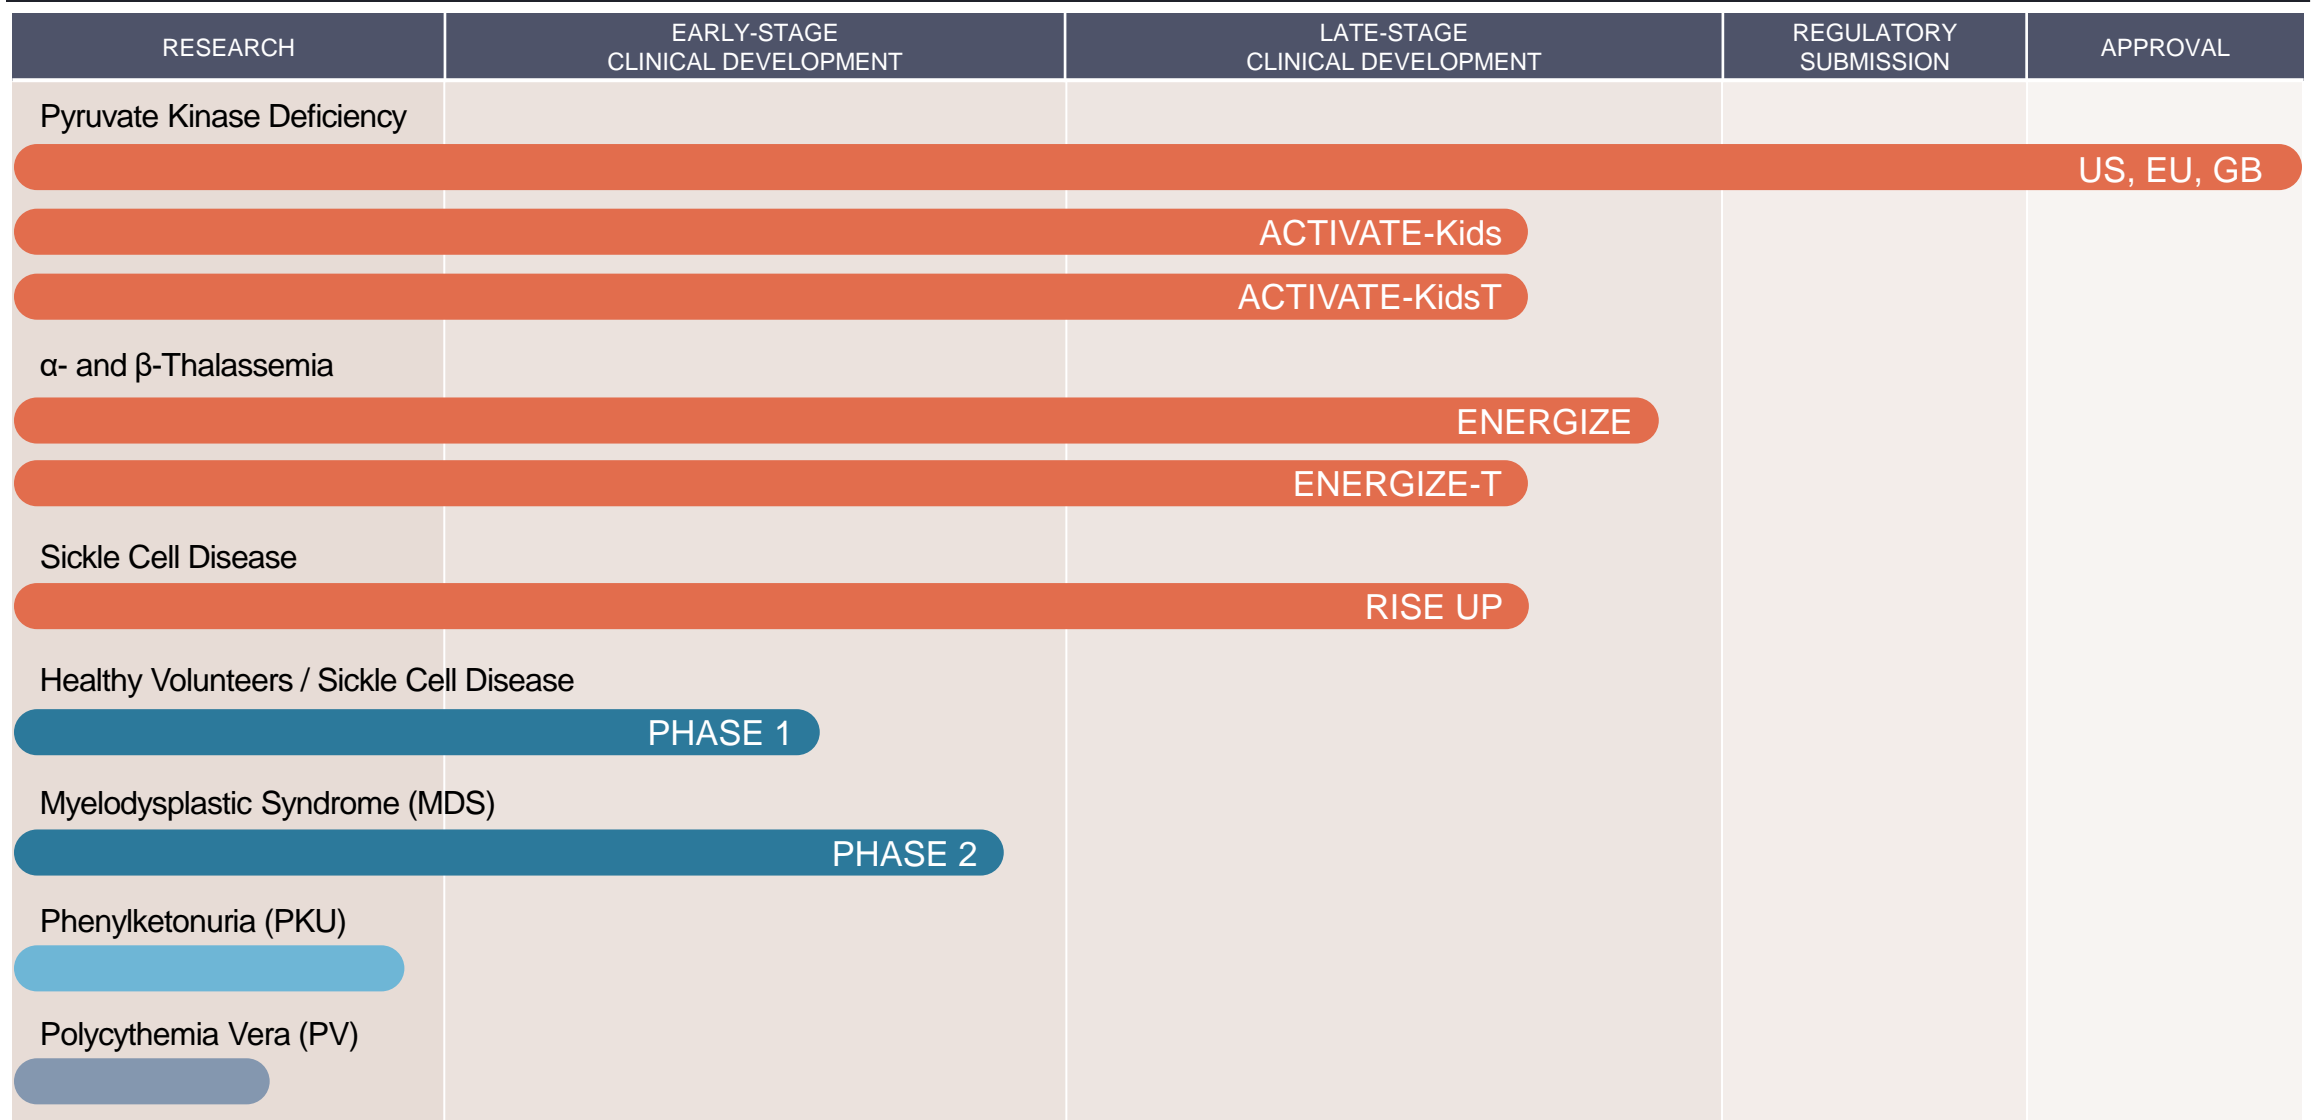 RESEARCH
EARLY-STAGE
CLINICAL DEVELOPMENT
LATE-STAGE
CLINICAL DEVELOPMENT
REGULATORY
SUBMISSION
APPROVAL
Pyruvate Kinase Deficiency
US, EU, GB
ACTIVATE-Kids
ACTIVATE-KidsT
α- and β-Thalassemia
ENERGIZE
ENERGIZE-T
Sickle Cell Disease
RISE UP
Healthy Volunteers / Sickle Cell Disease
PHASE 1
Myelodysplastic Syndrome (MDS)
PHASE 2
Phenylketonuria (PKU)
Polycythemia Vera (PV)